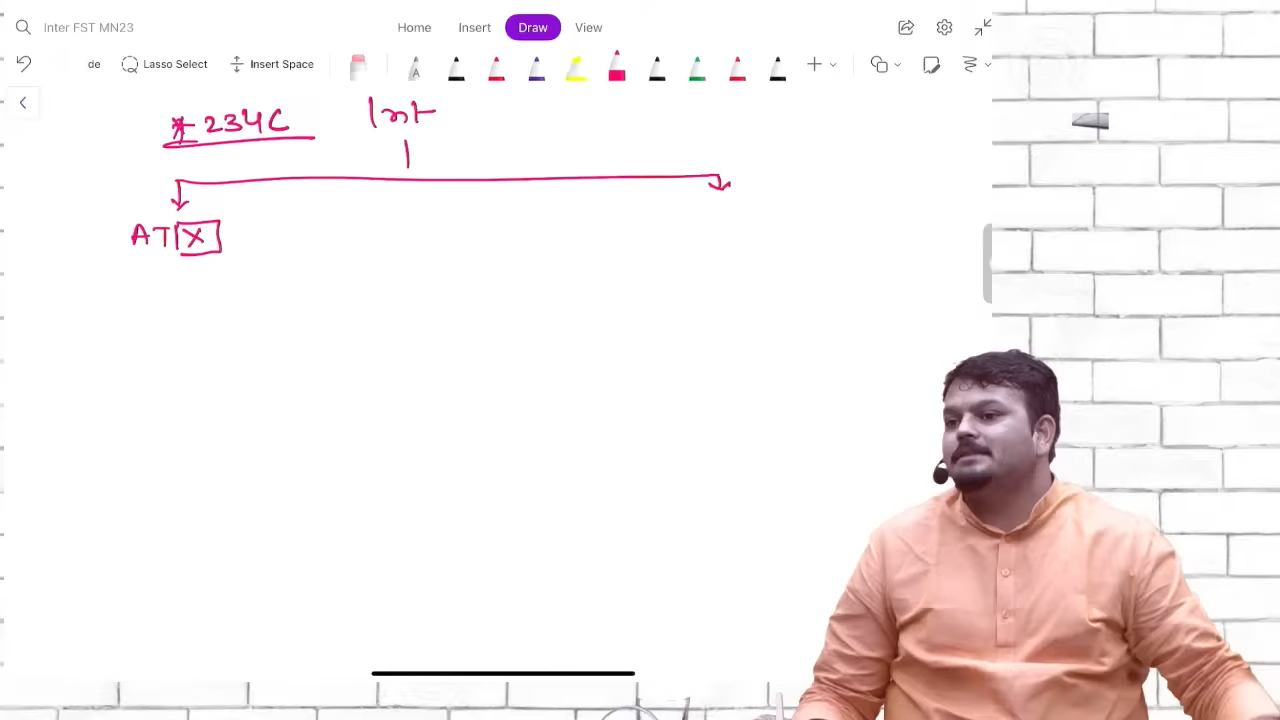 Inter FST MN23
Home Insert Draw View
de Lasso Select Insert Space
* 234C Int
AT X